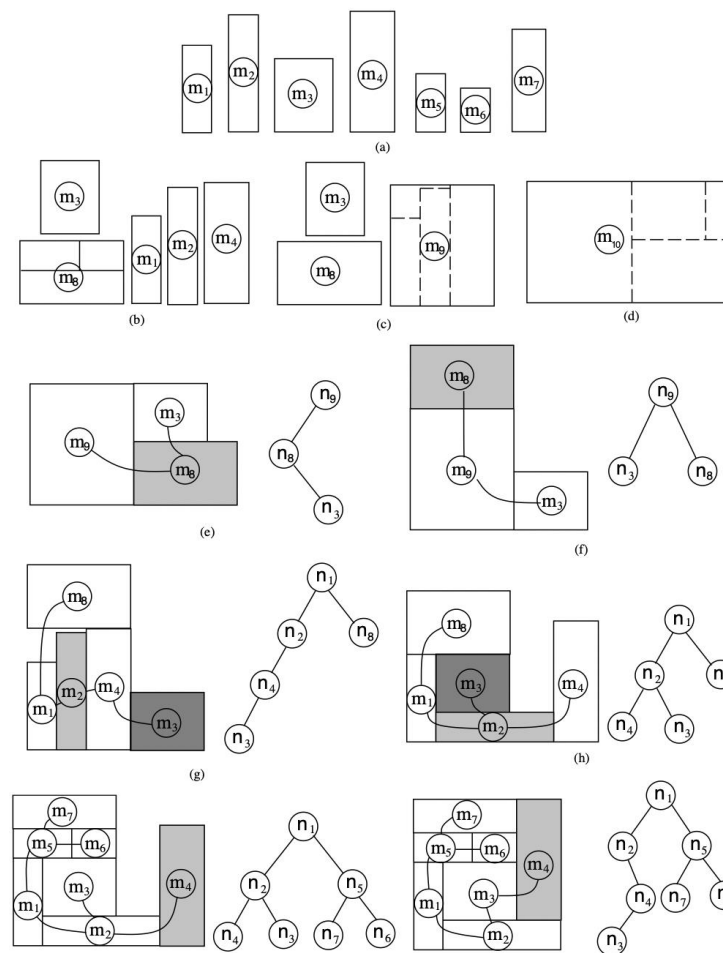 m₁ m₂ m₃ m₄ m₅ m₆ m₇
(a)
m₃
m₈ m₁ m₂ m₄
(b)
m₃
m₈ m₉
(c)
m₁₀
(d)
m₃
m₉ m₈
n₉
n₈
n₃
(e)
m₈
m₉ m₃
n₉
n₃ n₈
(f)
m₈
m₁ m₂ m₄ m₃
n₁
n₂ n₈
n₄
n₃
(g)
m₈
m₁ m₃ m₄
m₂
n₁
n₂ n
n₄ n₃
(h)
m₇
m₅ m₆
m₃ m₄
m₁
m₂
n₁
n₂ n₅
n₄ n₃ n₇ n₆
m₇
m₅ m₆
m₄
m₃
m₁
m₂
n₁
n₂ n₅
n₄ n₇ n
n₃